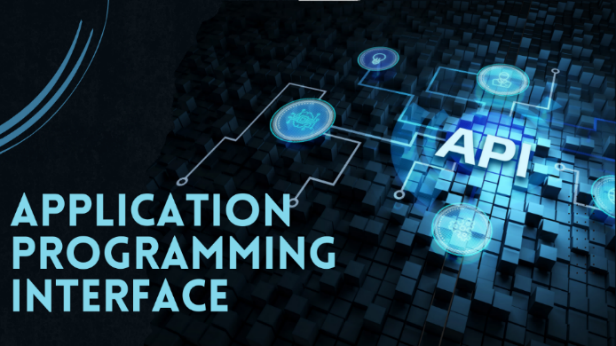 APPLICATION
PROGRAMMING
INTERFACE
API